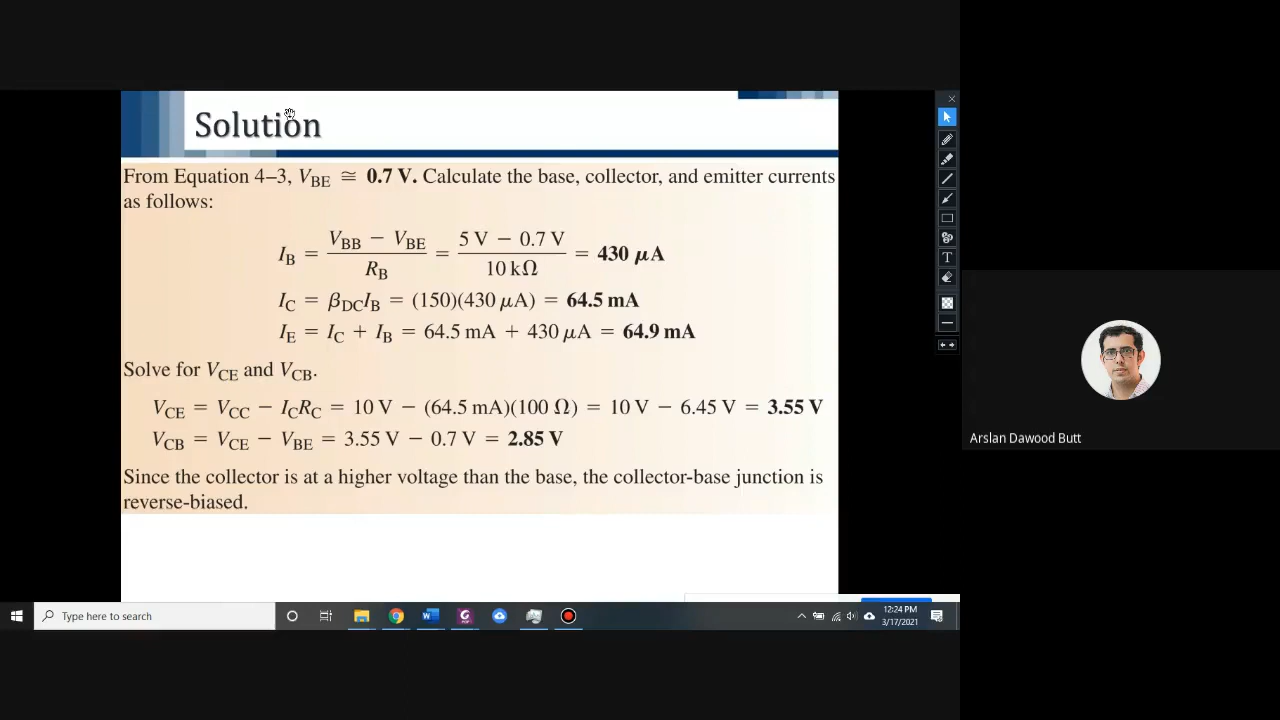 Solution
From Equation 4–3, V_BE ≅ 0.7 V. Calculate the base, collector, and emitter currents
as follows:
I_B = (V_BB − V_BE) / R_B = (5 V − 0.7 V) / 10 kΩ = 430 μA
I_C = β_DC I_B = (150)(430 μA) = 64.5 mA
I_E = I_C + I_B = 64.5 mA + 430 μA = 64.9 mA
Solve for V_CE and V_CB.
V_CE = V_CC − I_C R_C = 10 V − (64.5 mA)(100 Ω) = 10 V − 6.45 V = 3.55 V
V_CB = V_CE − V_BE = 3.55 V − 0.7 V = 2.85 V
Since the collector is at a higher voltage than the base, the collector-base junction is
reverse-biased.
T
Arslan Dawood Butt
Type here to search
12:24 PM
3/17/2021